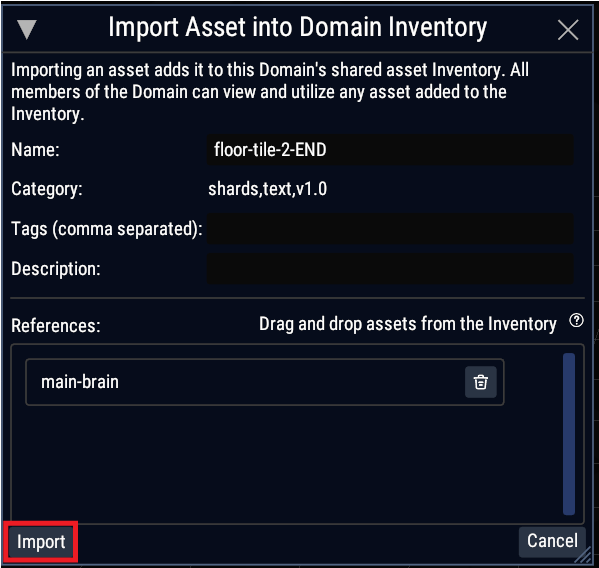 Import Asset into Domain Inventory
Importing an asset adds it to this Domain's shared asset Inventory. All
members of the Domain can view and utilize any asset added to the
Inventory.
Name: floor-tile-2-END
Category: shards,text,v1.0
Tags (comma separated):
Description:
References: Drag and drop assets from the Inventory ?
main-brain
Import Cancel